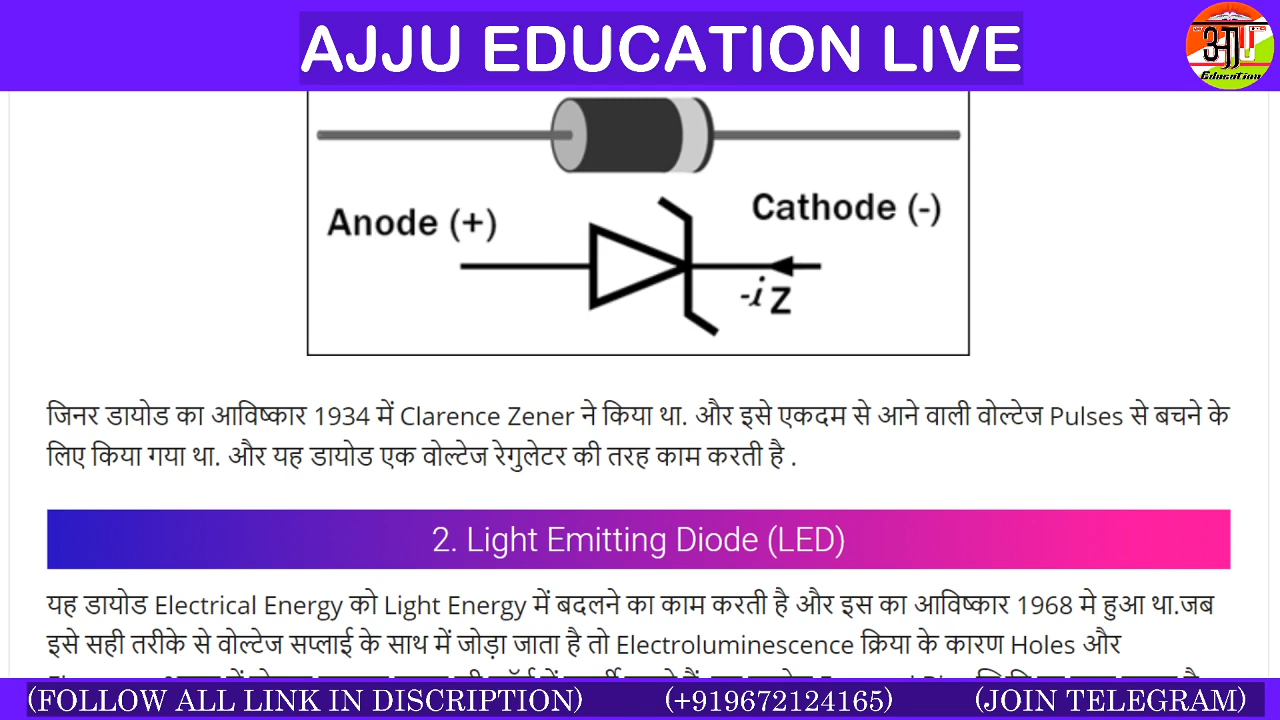 AJJU EDUCATION LIVE
अJU
Education
Anode (+)
Cathode (-)
-i Z
जिनर डायोड का आविष्कार 1934 में Clarence Zener ने किया था. और इसे एकदम से आने वाली वोल्टेज Pulses से बचने के
लिए किया गया था. और यह डायोड एक वोल्टेज रेगुलेटर की तरह काम करती है .
2. Light Emitting Diode (LED)
यह डायोड Electrical Energy को Light Energy में बदलने का काम करती है और इस का आविष्कार 1968 मे हुआ था.जब
इसे सही तरीके से वोल्टेज सप्लाई के साथ में जोड़ा जाता है तो Electroluminescence क्रिया के कारण Holes और
(FOLLOW ALL LINK IN DISCRIPTION) (+919672124165) (JOIN TELEGRAM)